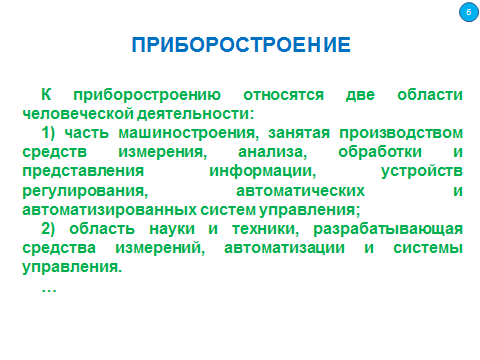 6
ПРИБОРОСТРОЕНИЕ
К приборостроению относятся две области
человеческой деятельности:
1) часть машиностроения, занятая производством
средств измерения, анализа, обработки и
представления информации, устройств
регулирования, автоматических и
автоматизированных систем управления;
2) область науки и техники, разрабатывающая
средства измерений, автоматизации и системы
управления.
…